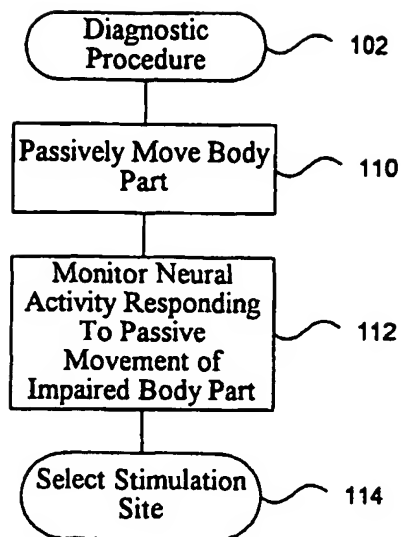 Diagnostic
Procedure
102
Passively Move Body
Part
110
Monitor Neural
Activity Responding
To Passive
Movement of
Impaired Body Part
112
Select Stimulation
Site
114